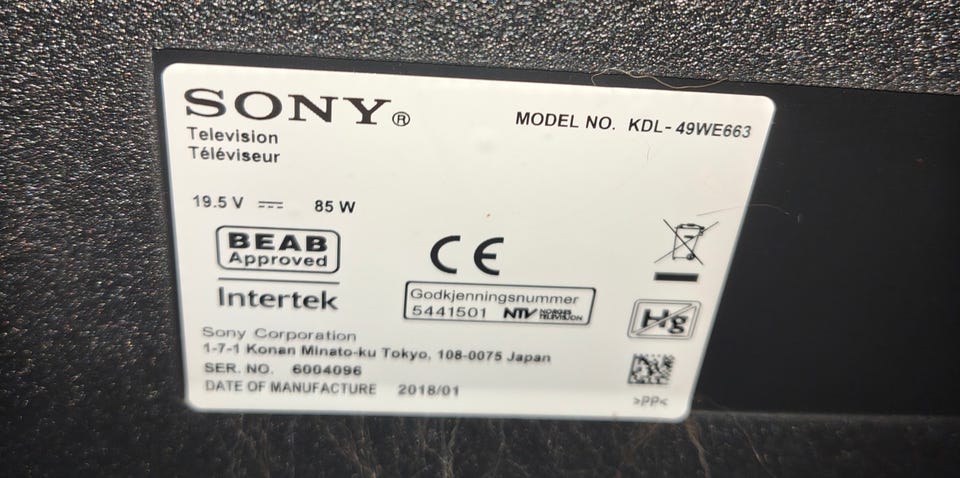 SONY®
MODEL NO. KDL-49WE663
Television
Téléviseur
19.5 V 85 W
BEAB
Approved
CE
Intertek
Godkjenningsnummer
5441501 NTV NORGES TELEVISJON
Hg
Sony Corporation
1-7-1 Konan Minato-ku Tokyo, 108-0075 Japan
SER. NO. 6004096
DATE OF MANUFACTURE 2018/01
>PP<